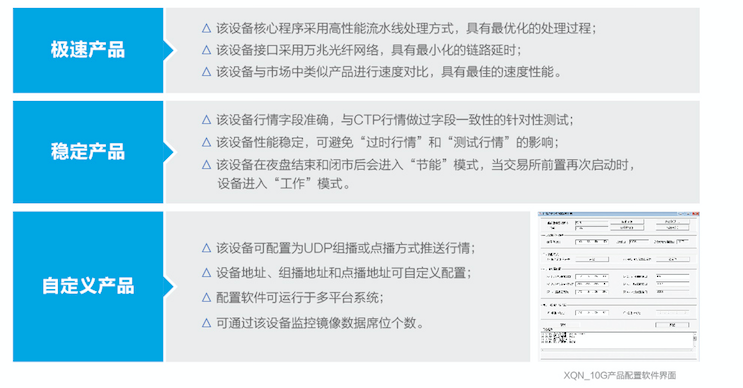 极速产品
△ 该设备核心程序采用高性能流水线处理方式，具有最优化的处理过程；
△ 该设备接口采用万兆光纤网络，具有最小化的链路延时；
△ 该设备与市场中类似产品进行速度对比，具有最佳的速度性能。
稳定产品
△ 该设备行情字段准确，与CTP行情做过字段一致性的针对性测试；
△ 该设备性能稳定，可避免“过时行情”和“测试行情”的影响；
△ 该设备在夜盘结束和闭市后会进入“节能”模式，当交易所前置再次启动时，
设备进入“工作”模式。
自定义产品
△ 该设备可配置为UDP组播或点播方式推送行情；
△ 设备地址、组播地址和点播地址可自定义配置；
△ 配置软件可运行于多平台系统；
△ 可通过该设备监控镜像数据席位个数。
XQN_10G产品配置软件界面